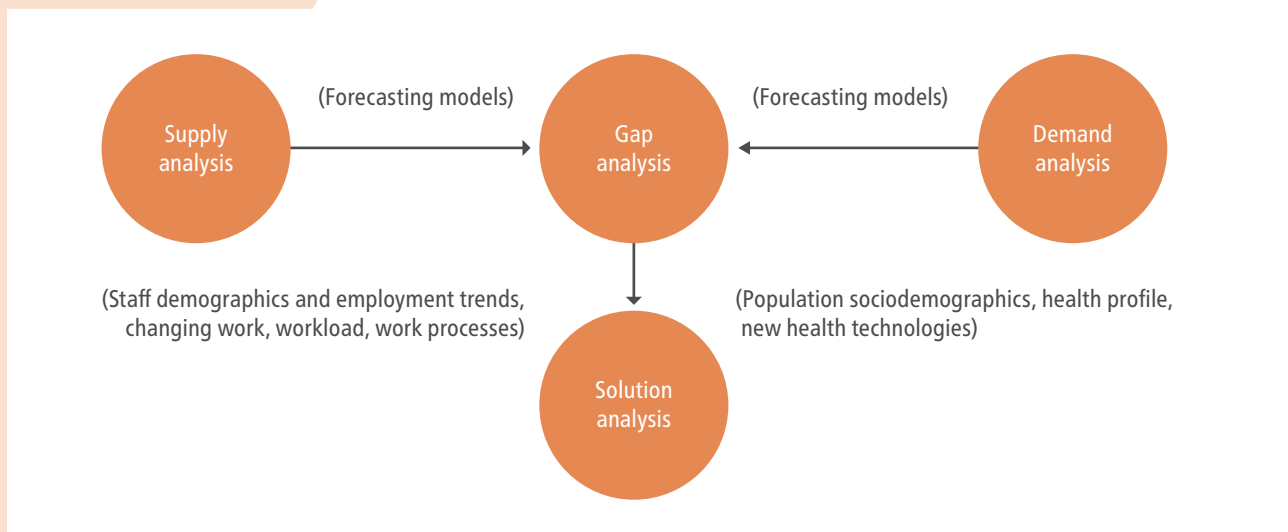 (Forecasting models)
(Forecasting models)
Supply
analysis
Gap
analysis
Demand
analysis
(Staff demographics and employment trends,
changing work, workload, work processes)
(Population sociodemographics, health profile,
new health technologies)
Solution
analysis